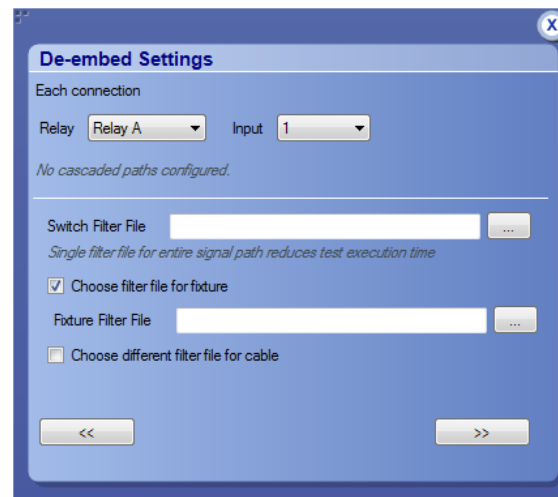 X
De-embed Settings
Each connection
Relay Relay A Input 1
No cascaded paths configured.
Switch Filter File ...
Single filter file for entire signal path reduces test execution time
Choose filter file for fixture
Fixture Filter File ...
Choose different filter file for cable
<< >>